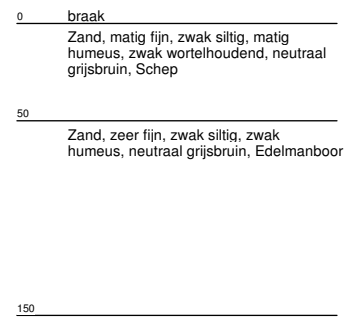 0 braak
Zand, matig fijn, zwak siltig, matig
humeus, zwak wortelhoudend, neutraal
grijsbruin, Schep
50
Zand, zeer fijn, zwak siltig, zwak
humeus, neutraal grijsbruin, Edelmanboor
150